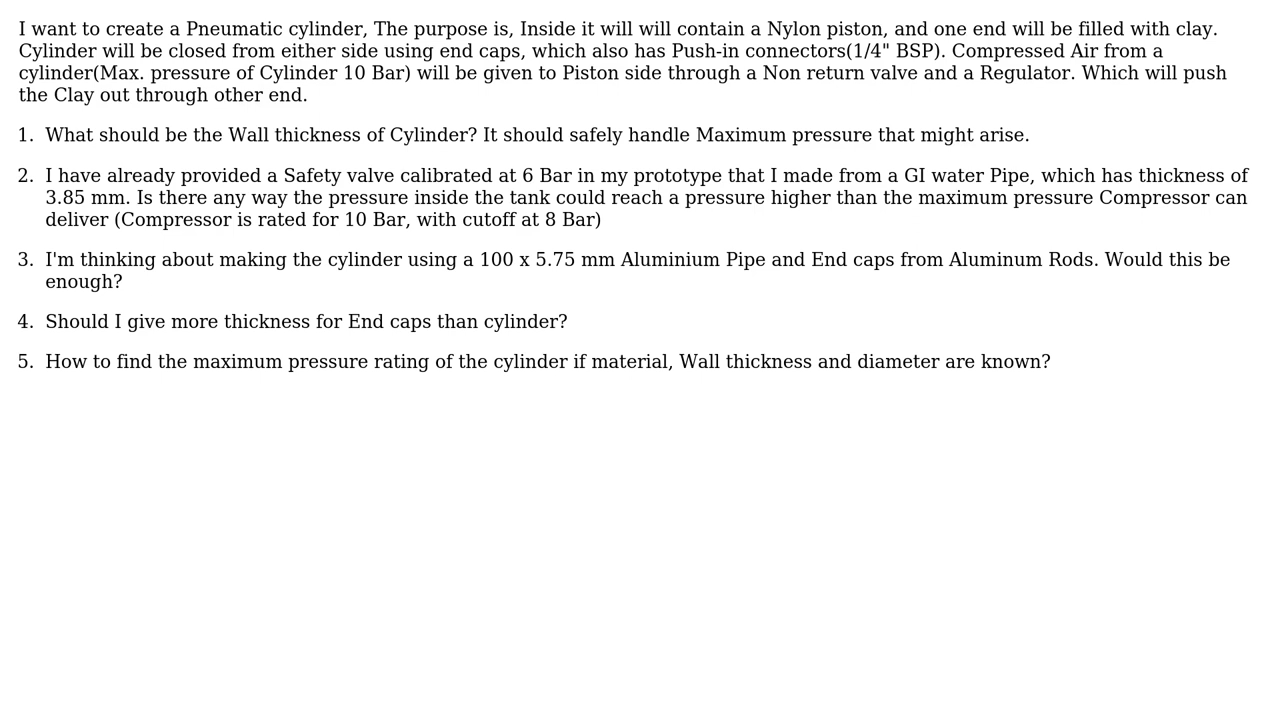 I want to create a Pneumatic cylinder, The purpose is, Inside it will will contain a Nylon piston, and one end will be filled with clay.
Cylinder will be closed from either side using end caps, which also has Push-in connectors(1/4" BSP). Compressed Air from a
cylinder(Max. pressure of Cylinder 10 Bar) will be given to Piston side through a Non return valve and a Regulator. Which will push
the Clay out through other end.
1. What should be the Wall thickness of Cylinder? It should safely handle Maximum pressure that might arise.
2. I have already provided a Safety valve calibrated at 6 Bar in my prototype that I made from a GI water Pipe, which has thickness of
3.85 mm. Is there any way the pressure inside the tank could reach a pressure higher than the maximum pressure Compressor can
deliver (Compressor is rated for 10 Bar, with cutoff at 8 Bar)
3. I'm thinking about making the cylinder using a 100 x 5.75 mm Aluminium Pipe and End caps from Aluminum Rods. Would this be
enough?
4. Should I give more thickness for End caps than cylinder?
5. How to find the maximum pressure rating of the cylinder if material, Wall thickness and diameter are known?